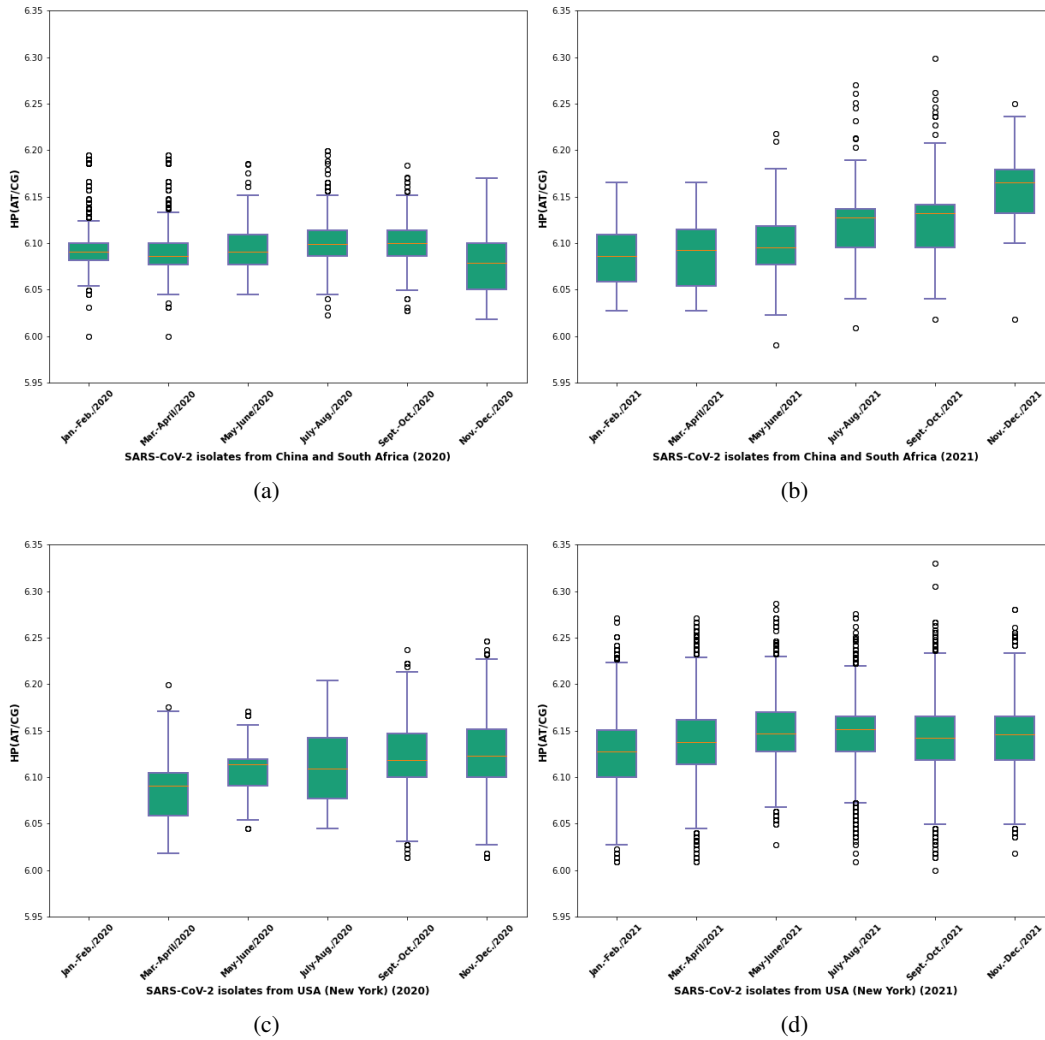 6.35
6.30
6.25
6.20
6.15
6.10
6.05
6.00
5.95
HP(AT/CG)
Jan.-Feb./2020
Mar.-April/2020
May-June/2020
July-Aug./2020
Sept.-Oct./2020
Nov.-Dec./2020
SARS-CoV-2 isolates from China and South Africa (2020)
(a)
6.35
6.30
6.25
6.20
6.15
6.10
6.05
6.00
5.95
HP(AT/CG)
Jan.-Feb./2021
Mar.-April/2021
May-June/2021
July-Aug./2021
Sept.-Oct./2021
Nov.-Dec./2021
SARS-CoV-2 isolates from China and South Africa (2021)
(b)
6.35
6.30
6.25
6.20
6.15
6.10
6.05
6.00
5.95
HP(AT/CG)
Jan.-Feb./2020
Mar.-April/2020
May-June/2020
July-Aug./2020
Sept.-Oct./2020
Nov.-Dec./2020
SARS-CoV-2 isolates from USA (New York) (2020)
(c)
6.35
6.30
6.25
6.20
6.15
6.10
6.05
6.00
5.95
HP(AT/CG)
Jan.-Feb./2021
Mar.-April/2021
May-June/2021
July-Aug./2021
Sept.-Oct./2021
Nov.-Dec./2021
SARS-CoV-2 isolates from USA (New York) (2021)
(d)